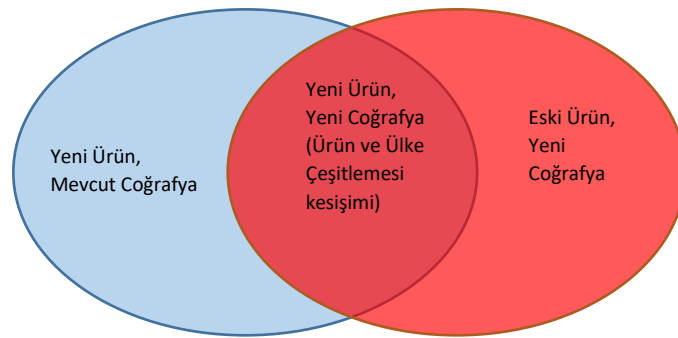 Yeni Ürün,
Mevcut Coğrafya
Yeni Ürün,
Yeni Coğrafya
(Ürün ve Ülke
Çeşitlemesi
kesişimi)
Eski Ürün,
Yeni
Coğrafya